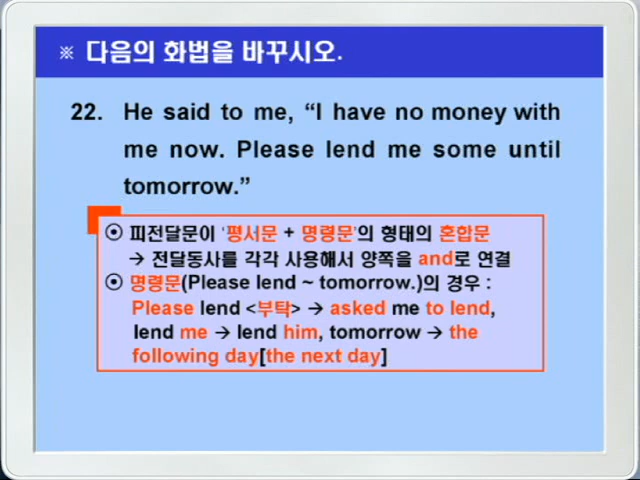 ※ 다음의 화법을 바꾸시오.
22. He said to me, “I have no money with
me now. Please lend me some until
tomorrow.”
⊙ 피전달문이 ‘평서문 + 명령문’의 형태의 혼합문
→ 전달동사를 각각 사용해서 양쪽을 and로 연결
⊙ 명령문(Please lend ~ tomorrow.)의 경우 :
Please lend <부탁> → asked me to lend,
lend me → lend him, tomorrow → the
following day[the next day]